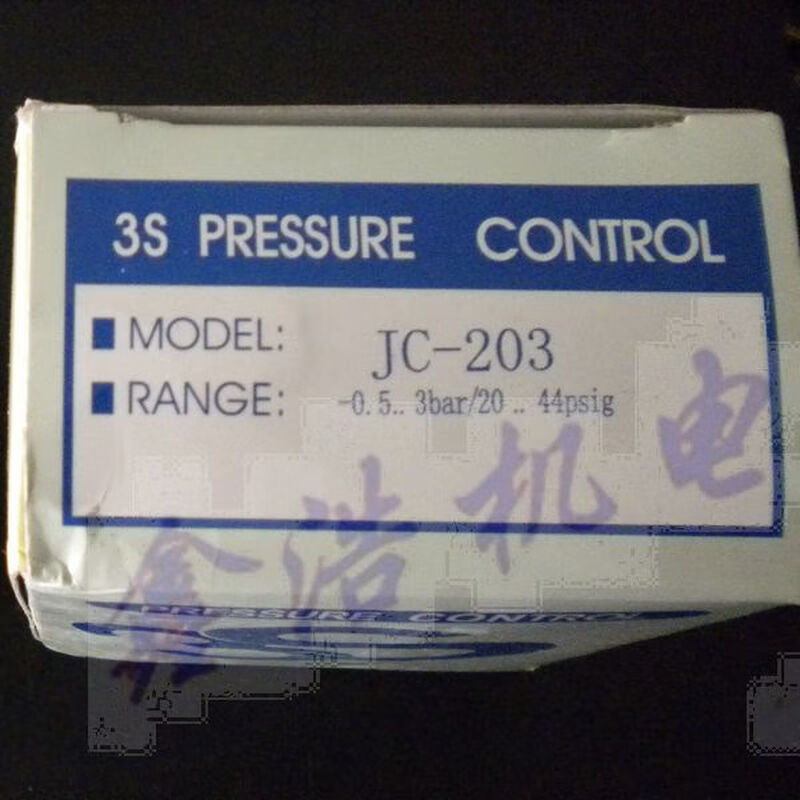 3S PRESSURE CONTROL
MODEL: JC-203
RANGE: -0.5.. 3bar/20 .. 44psig
鑫浩机电
PRESSURE CONTROL